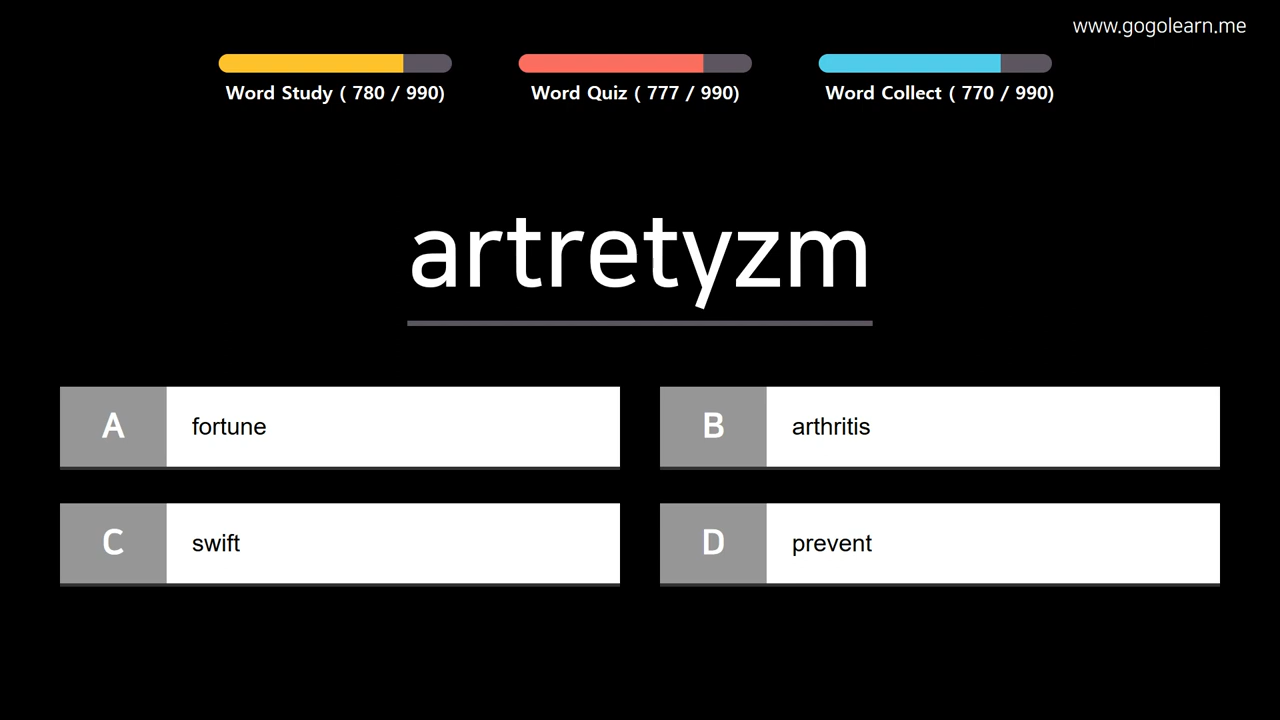 www.gogolearn.me
Word Study ( 780 / 990)
Word Quiz ( 777 / 990)
Word Collect ( 770 / 990)
artretyzm
A fortune
B arthritis
C swift
D prevent